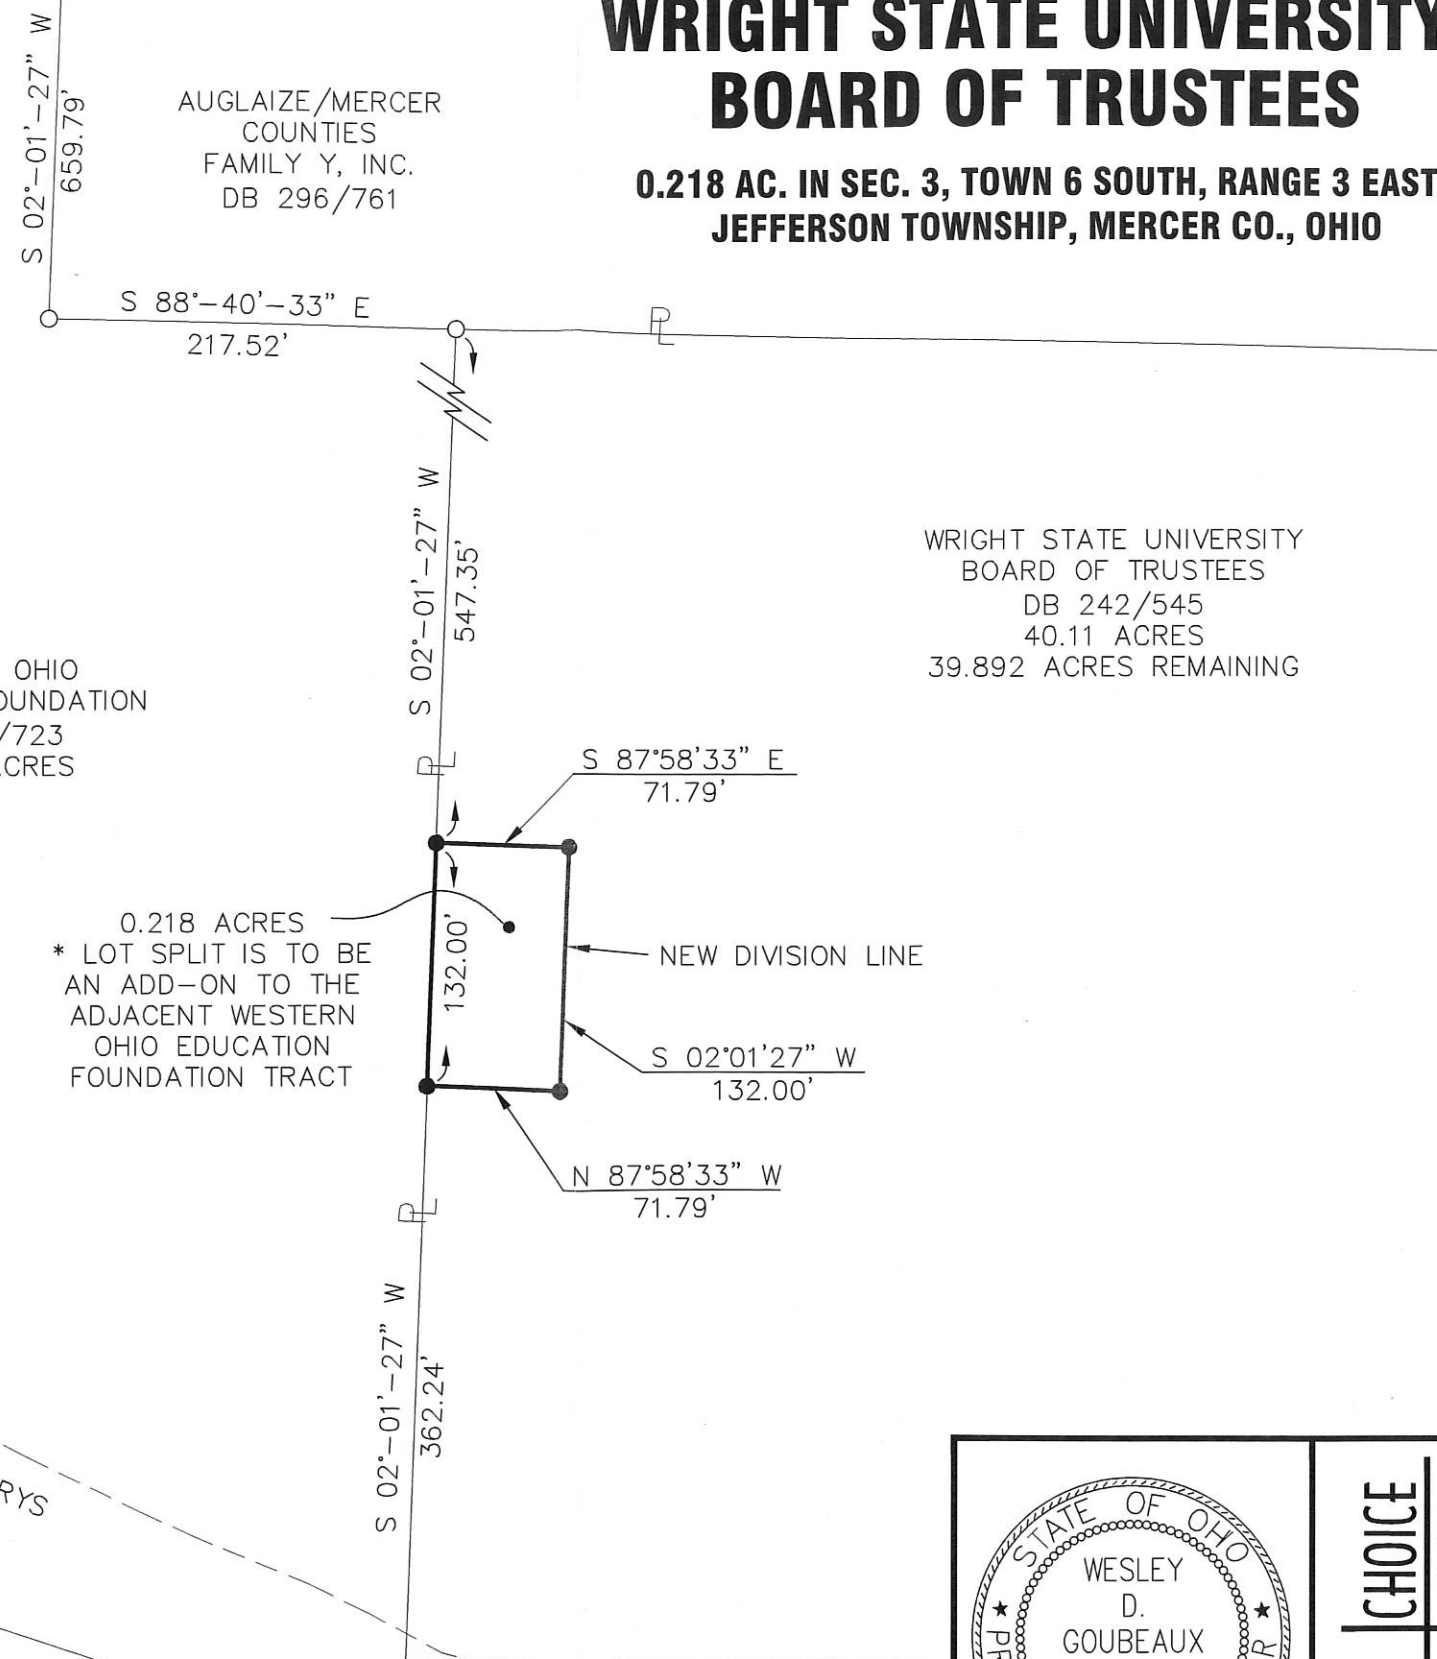 WRIGHT STATE UNIVERSITY
BOARD OF TRUSTEES
0.218 AC. IN SEC. 3, TOWN 6 SOUTH, RANGE 3 EAST
JEFFERSON TOWNSHIP, MERCER CO., OHIO
S 02°-01'-27" W
659.79'
AUGLAIZE/MERCER
COUNTIES
FAMILY Y, INC.
DB 296/761
S 88°-40'-33" E
217.52'
PL
S 02°-01'-27" W
547.35'
WRIGHT STATE UNIVERSITY
BOARD OF TRUSTEES
DB 242/545
40.11 ACRES
39.892 ACRES REMAINING
OHIO
OUNDATION
/723
ACRES
PL
S 87°58'33" E
71.79'
0.218 ACRES
* LOT SPLIT IS TO BE
AN ADD-ON TO THE
ADJACENT WESTERN
OHIO EDUCATION
FOUNDATION TRACT
132.00'
NEW DIVISION LINE
S 02°01'27" W
132.00'
N 87°58'33" W
71.79'
PL
S 02°-01'-27" W
362.24'
RYS
STATE OF OHIO
WESLEY
D.
GOUBEAUX
CHOICE